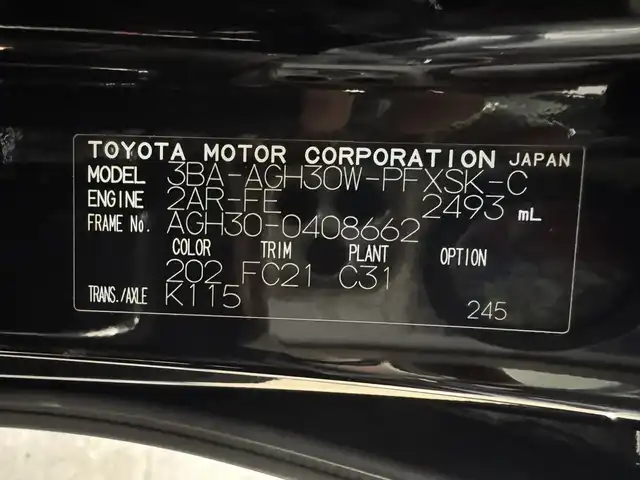 TOYOTA MOTOR CORPORATION JAPAN
MODEL 3BA-AGH30W-PFXSK-C
ENGINE 2AR-FE 2493 mL
FRAME No. AGH30-0408662
COLOR TRIM PLANT OPTION
202 FC21 C31
TRANS./AXLE K115
245